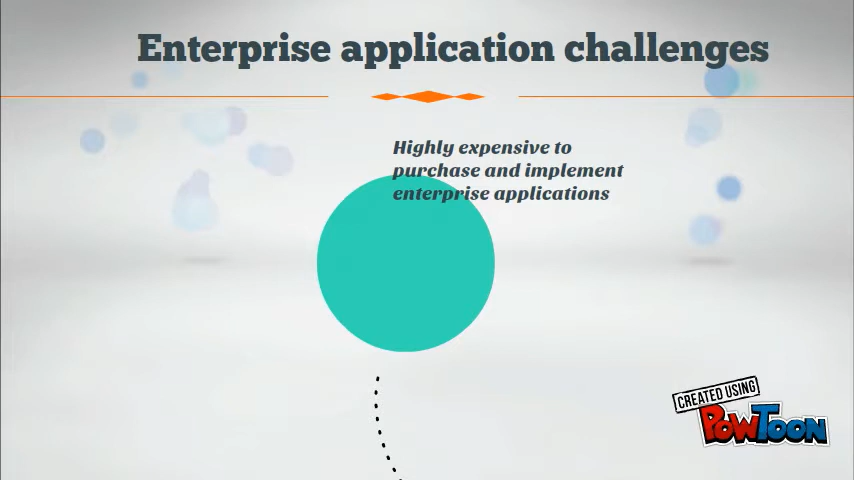 Enterprise application challenges
Highly expensive to
purchase and implement
enterprise applications
CREATED USING
PowToon